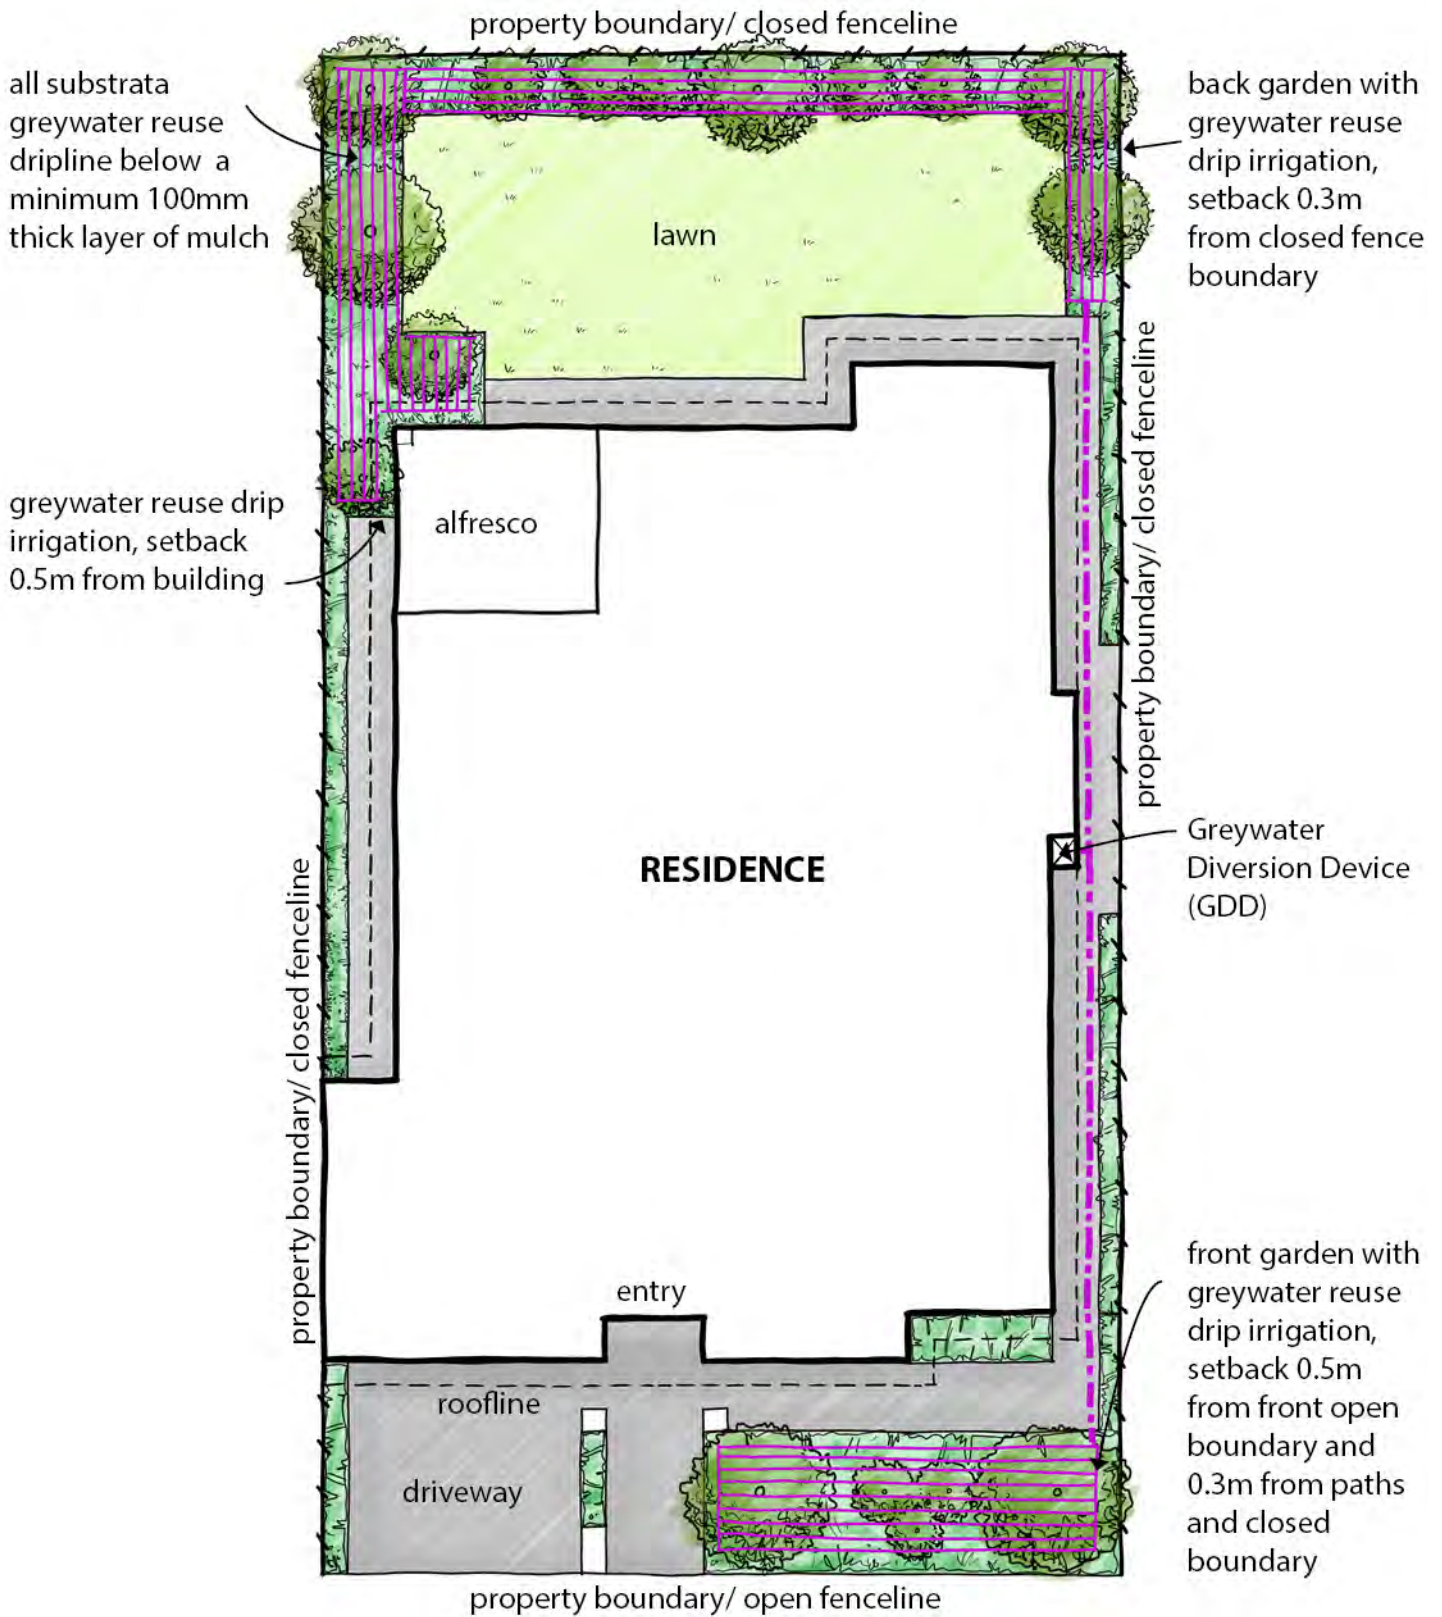 property boundary/ closed fenceline
all substrata
greywater reuse
dripline below a
minimum 100mm
thick layer of mulch
back garden with
greywater reuse
drip irrigation,
setback 0.3m
from closed fence
boundary
lawn
property boundary/ closed fenceline
greywater reuse drip
irrigation, setback
0.5m from building
alfresco
RESIDENCE
Greywater
Diversion Device
(GDD)
property boundary/ closed fenceline
entry
front garden with
greywater reuse
drip irrigation,
setback 0.5m
from front open
boundary and
0.3m from paths
and closed
boundary
roofline
driveway
property boundary/ open fenceline